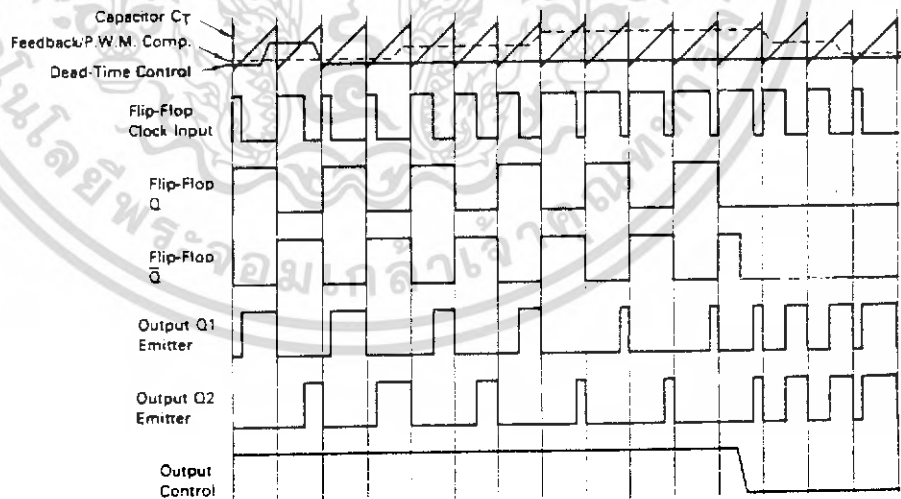 Capacitor CT
Feedback/P.W.M. Comp.
Dead-Time Control
Flip-Flop
Clock Input
Flip-Flop
Q
Flip-Flop
Q̅
Output Q1
Emitter
Output Q2
Emitter
Output
Control